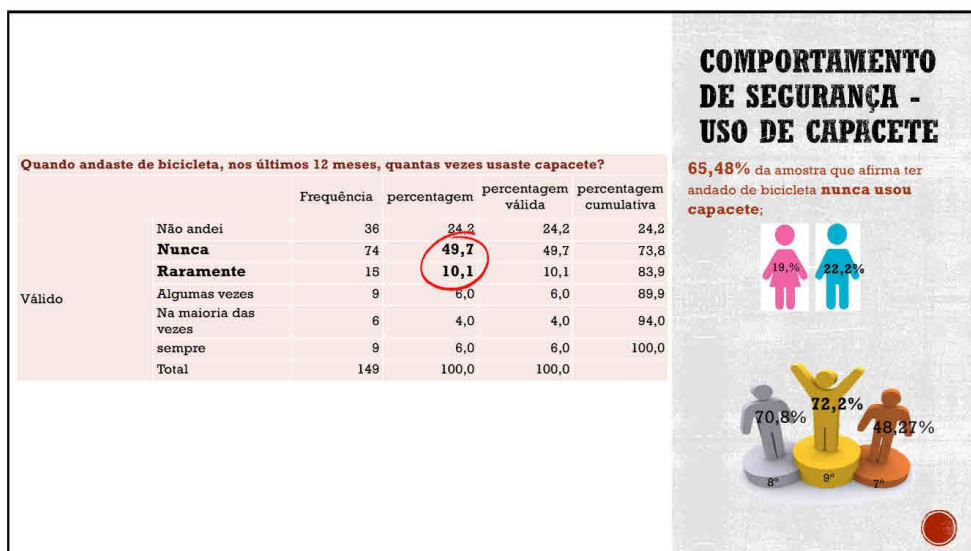 COMPORTAMENTO
DE SEGURANÇA -
USO DE CAPACETE
Quando andaste de bicicleta, nos últimos 12 meses, quantas vezes usaste capacete?
Frequência percentagem percentagem válida percentagem cumulativa
Válido
Não andei 36 24,2 24,2 24,2
Nunca 74 49,7 49,7 73,8
Raramente 15 10,1 10,1 83,9
Algumas vezes 9 6,0 6,0 89,9
Na maioria das vezes 6 4,0 4,0 94,0
sempre 9 6,0 6,0 100,0
Total 149 100,0 100,0
65,48% da amostra que afirma ter
andado de bicicleta nunca usou
capacete;
19,% 22,2%
70,8% 72,2% 48,27%
8º 9º 7º